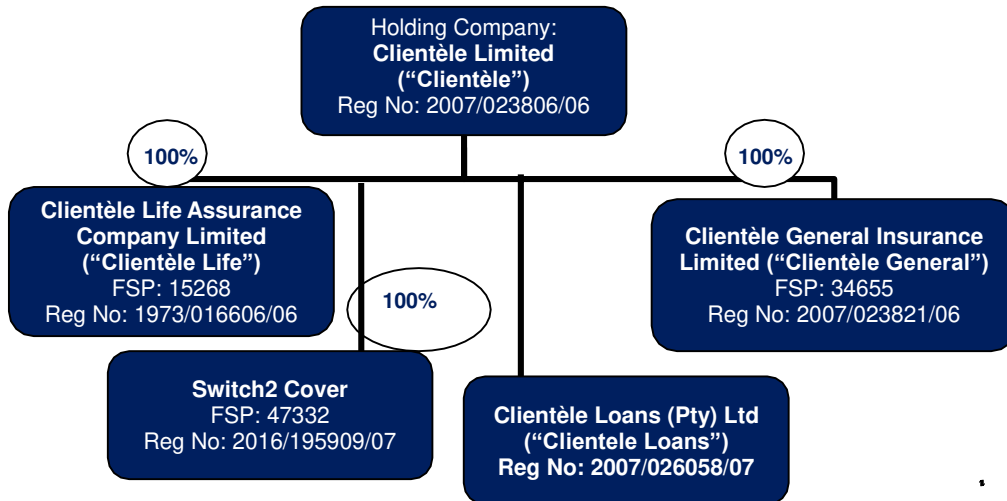 Holding Company:
Clientèle Limited
(“Clientèle”)
Reg No: 2007/023806/06
100%
100%
Clientèle Life Assurance
Company Limited
(“Clientèle Life”)
FSP: 15268
Reg No: 1973/016606/06
Clientèle General Insurance
Limited (“Clientèle General”)
FSP: 34655
Reg No: 2007/023821/06
100%
Switch2 Cover
FSP: 47332
Reg No: 2016/195909/07
Clientèle Loans (Pty) Ltd
(“Clientele Loans”)
Reg No: 2007/026058/07